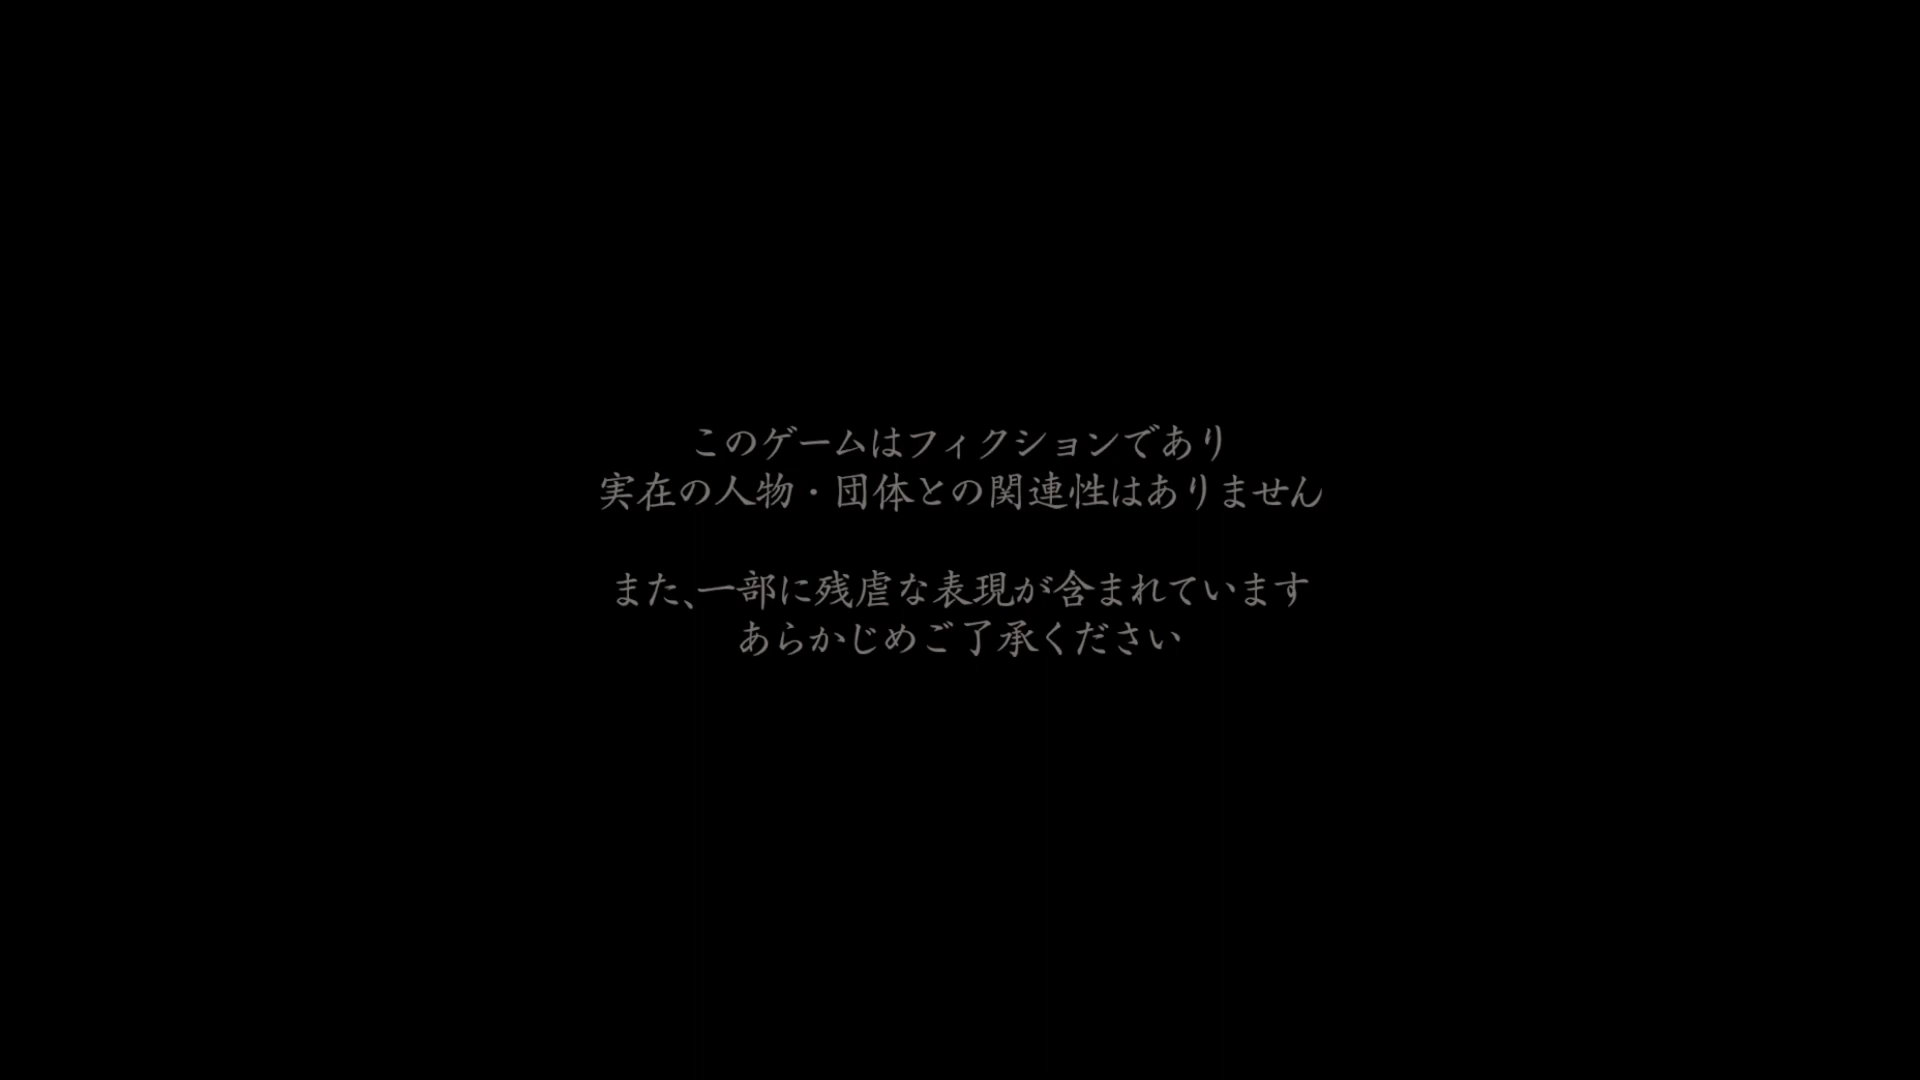 このゲームはフィクションであり
実在の人物・団体との関連性はありません
また、一部に残虐な表現が含まれています
あらかじめご了承ください